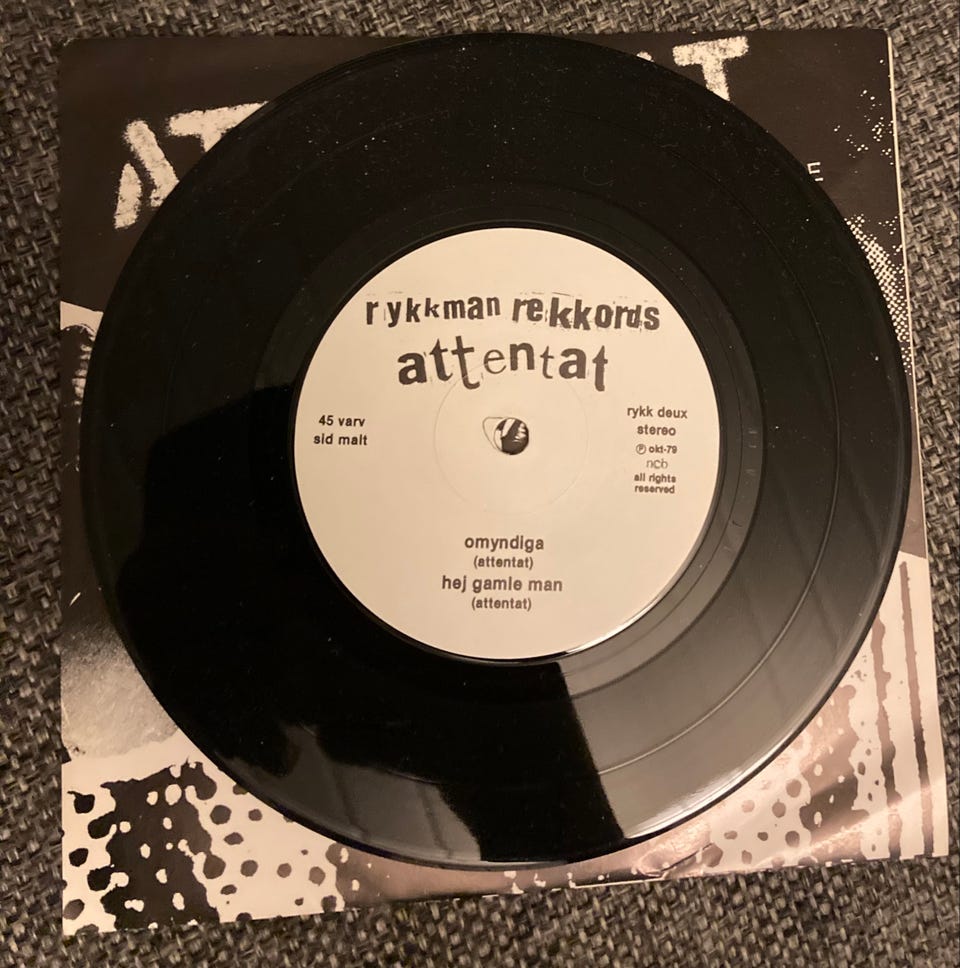 rykkman rekkords
attentat
45 varv
sid malt
rykk deux
stereo
℗ okt-79
ncb
all rights
reserved
omyndiga
(attentat)
hej gamle man
(attentat)